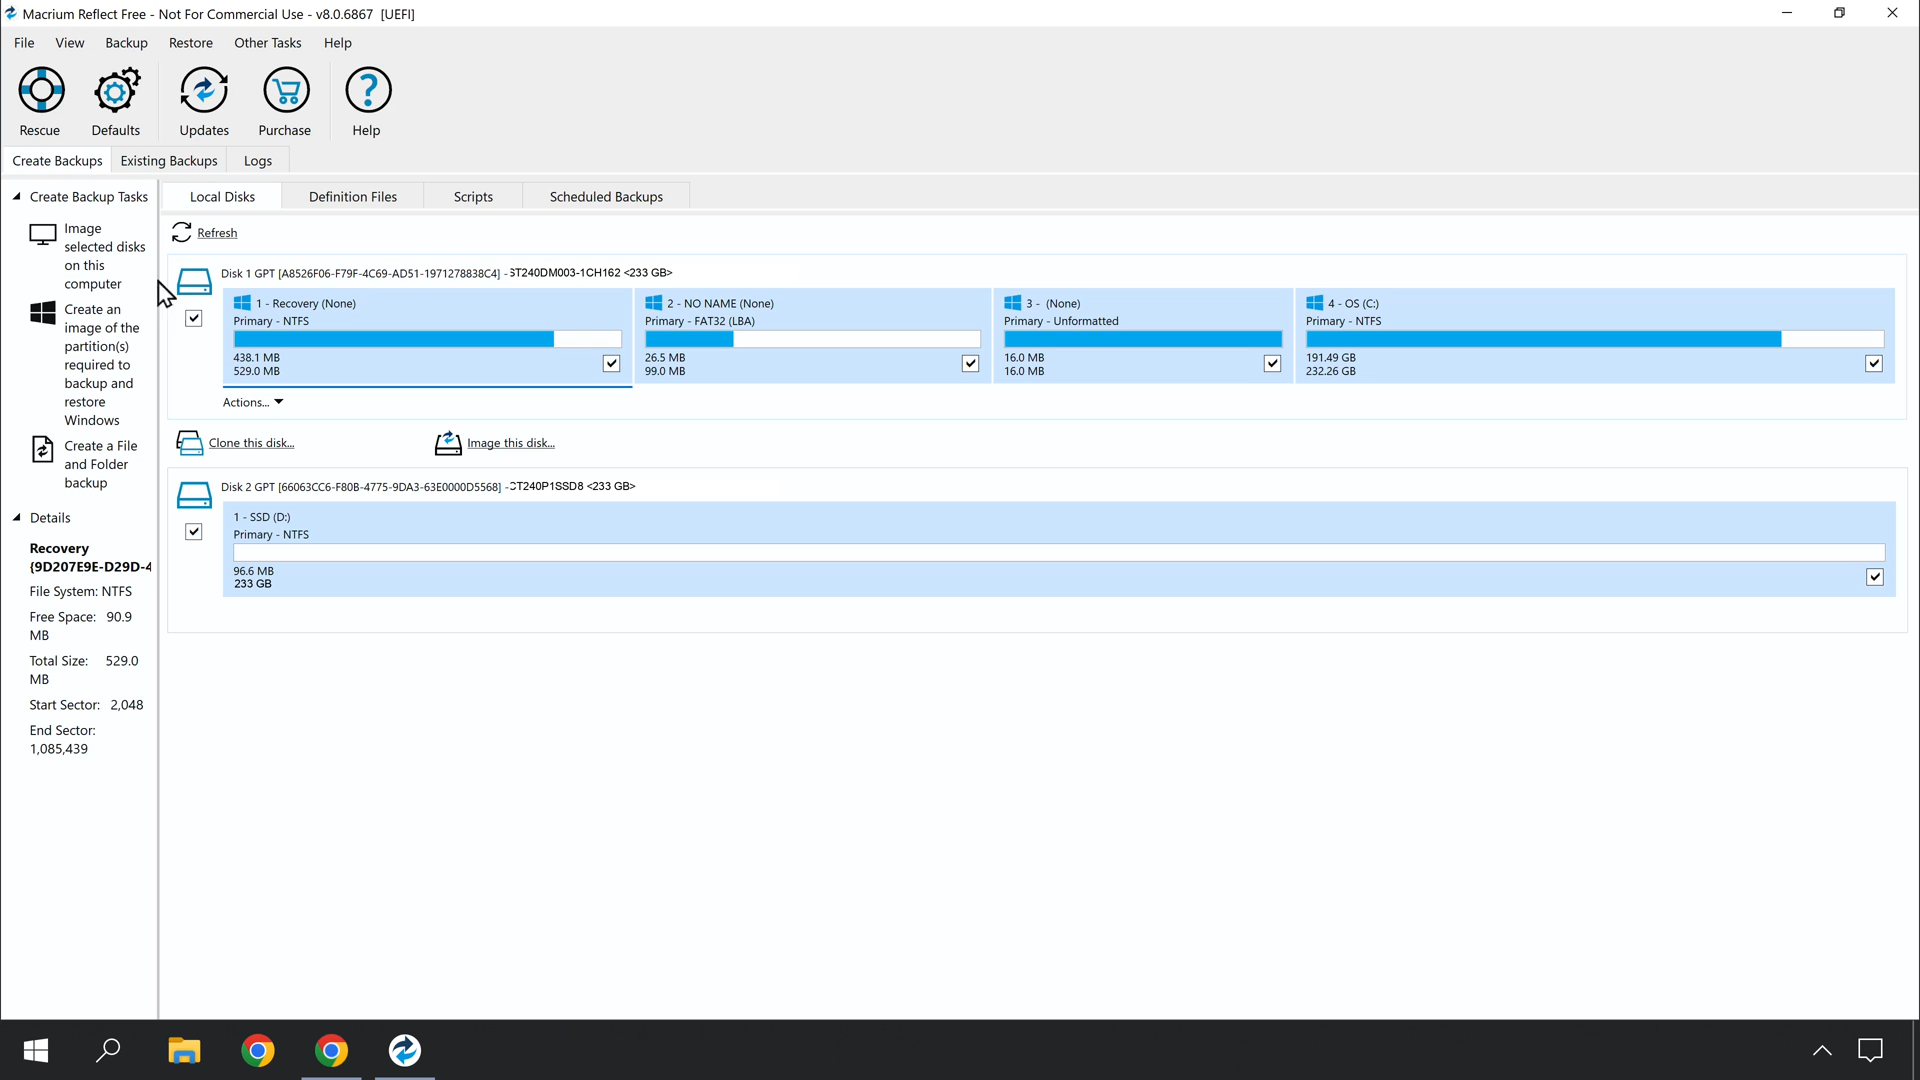 Macrium Reflect Free - Not For Commercial Use - v8.0.6867 [UEFI]
File View Backup Restore Other Tasks Help
Rescue Defaults Updates Purchase Help
Create Backups Existing Backups Logs
Create Backup Tasks
Image
selected disks
on this
computer
Create an
image of the
partition(s)
required to
backup and
restore
Windows
Create a File
and Folder
backup
Details
Recovery
{9D207E9E-D29D-4
File System: NTFS
Free Space: 90.9
MB
Total Size: 529.0
MB
Start Sector: 2,048
End Sector:
1,085,439
Local Disks Definition Files Scripts Scheduled Backups
Refresh
Disk 1 GPT [A8526F06-F79F-4C69-AD51-1971278838C4] - ST240DM003-1CH162 <233 GB>
1 - Recovery (None)
Primary - NTFS
438.1 MB
529.0 MB
2 - NO NAME (None)
Primary - FAT32 (LBA)
26.5 MB
99.0 MB
3 - (None)
Primary - Unformatted
16.0 MB
16.0 MB
4 - OS (C:)
Primary - NTFS
191.49 GB
232.26 GB
Actions...
Clone this disk... Image this disk...
Disk 2 GPT [66063CC6-F80B-4775-9DA3-63E0000D5568] - CT240P1SSD8 <233 GB>
1 - SSD (D:)
Primary - NTFS
96.6 MB
233 GB